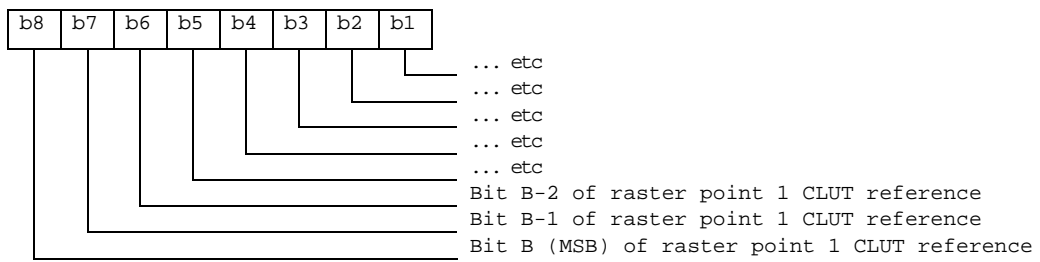 b8 b7 b6 b5 b4 b3 b2 b1
... etc
... etc
... etc
... etc
... etc
Bit B-2 of raster point 1 CLUT reference
Bit B-1 of raster point 1 CLUT reference
Bit B (MSB) of raster point 1 CLUT reference